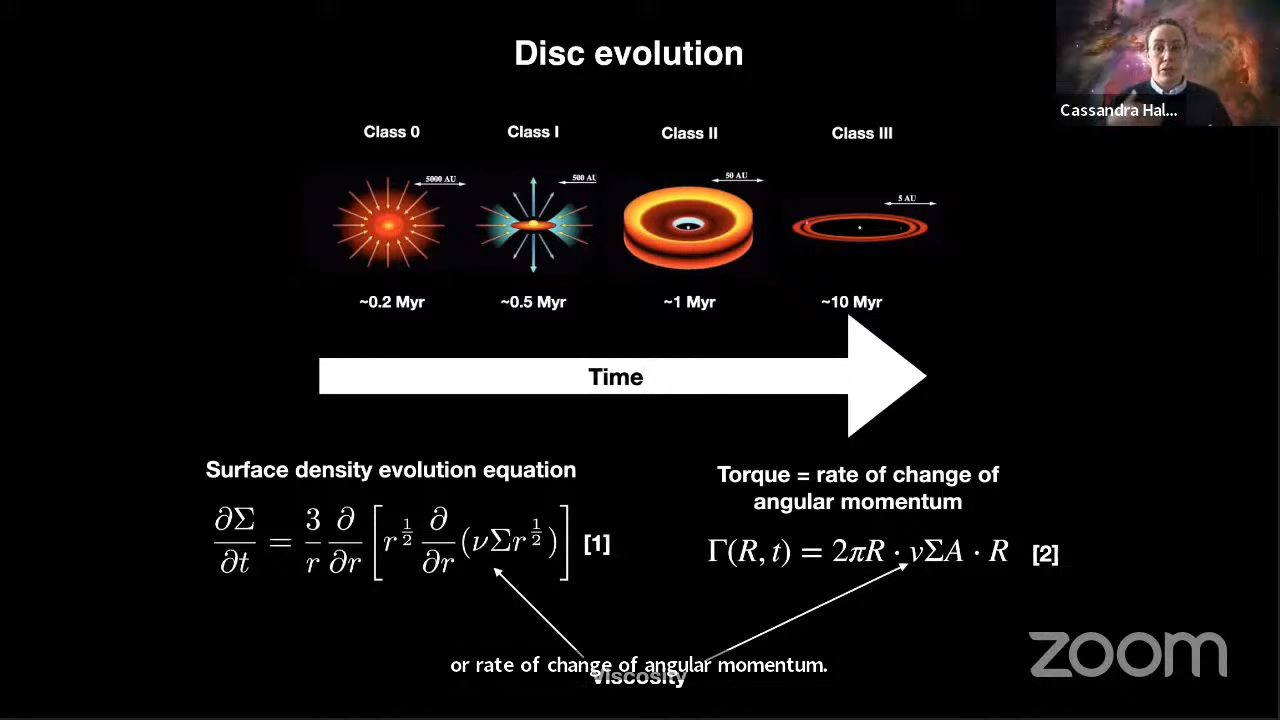 Disc evolution
Cassandra Hal...
Class 0 Class I Class II Class III
5000 AU 500 AU 50 AU 5 AU
~0.2 Myr ~0.5 Myr ~1 Myr ~10 Myr
Time
Surface density evolution equation
∂Σ/∂t = 3/r ∂/∂r [r^{1/2} ∂/∂r (νΣr^{1/2})] [1]
Torque = rate of change of
angular momentum
Γ(R, t) = 2πR · νΣA · R [2]
or rate of change of angular momentum.
Viscosity
zoom